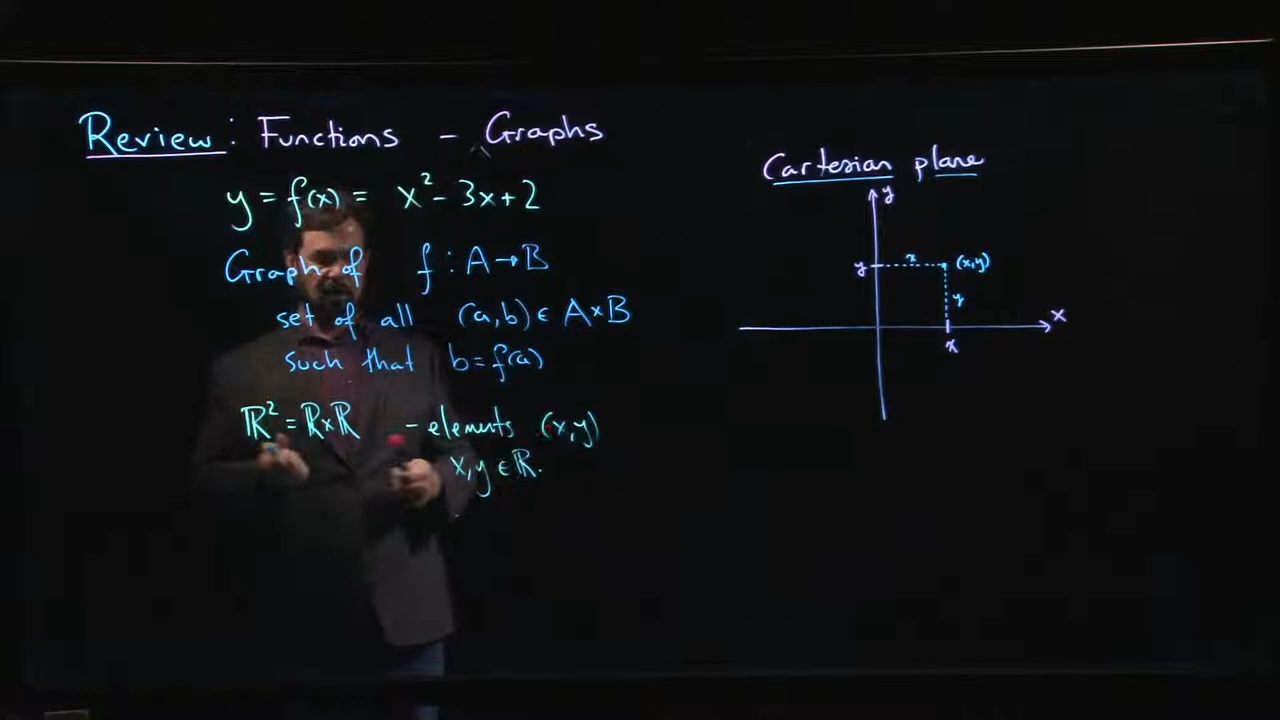 Review: Functions - Graphs
y = f(x) = x² - 3x + 2
Graph of f : A → B
set of all (a,b) ∈ A × B
such that b = f(a)
ℝ² = ℝ×ℝ - elements (x,y)
x, y ∈ ℝ.
Cartesian plane
y
y x (x,y)
y
x
x